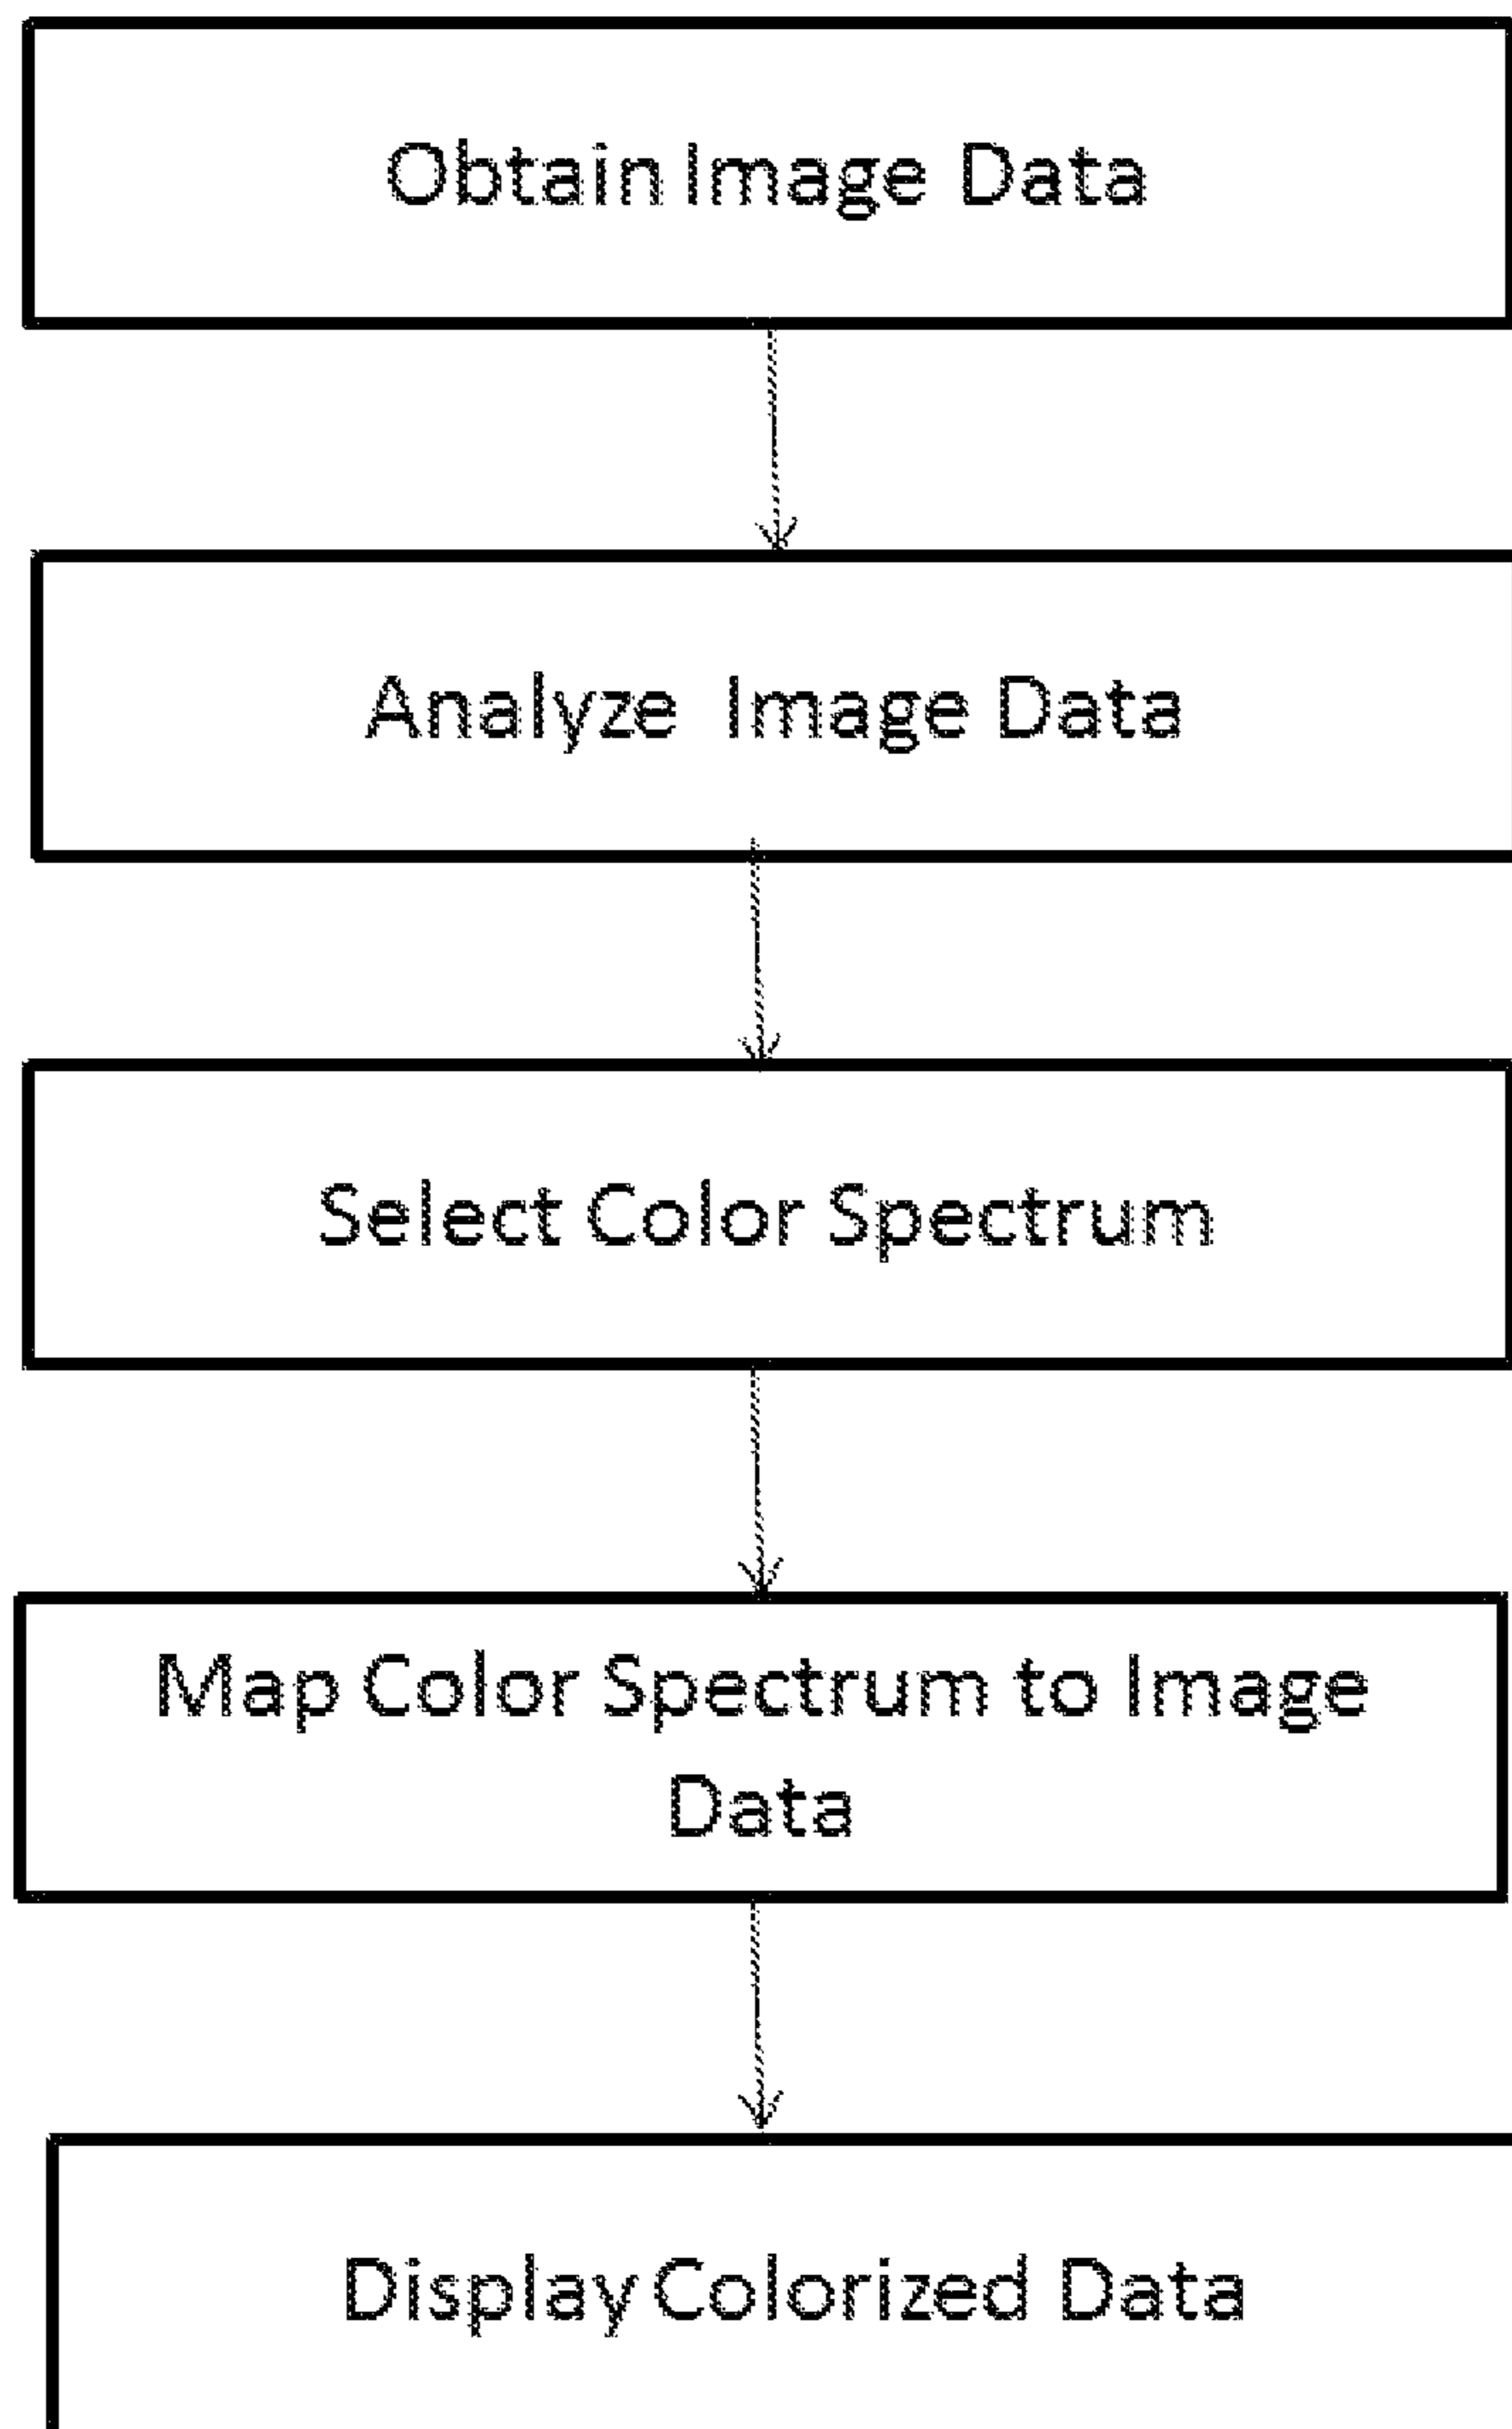 Obtain Image Data
Analyze Image Data
Select Color Spectrum
Map Color Spectrum to Image
Data
Display Colorized Data